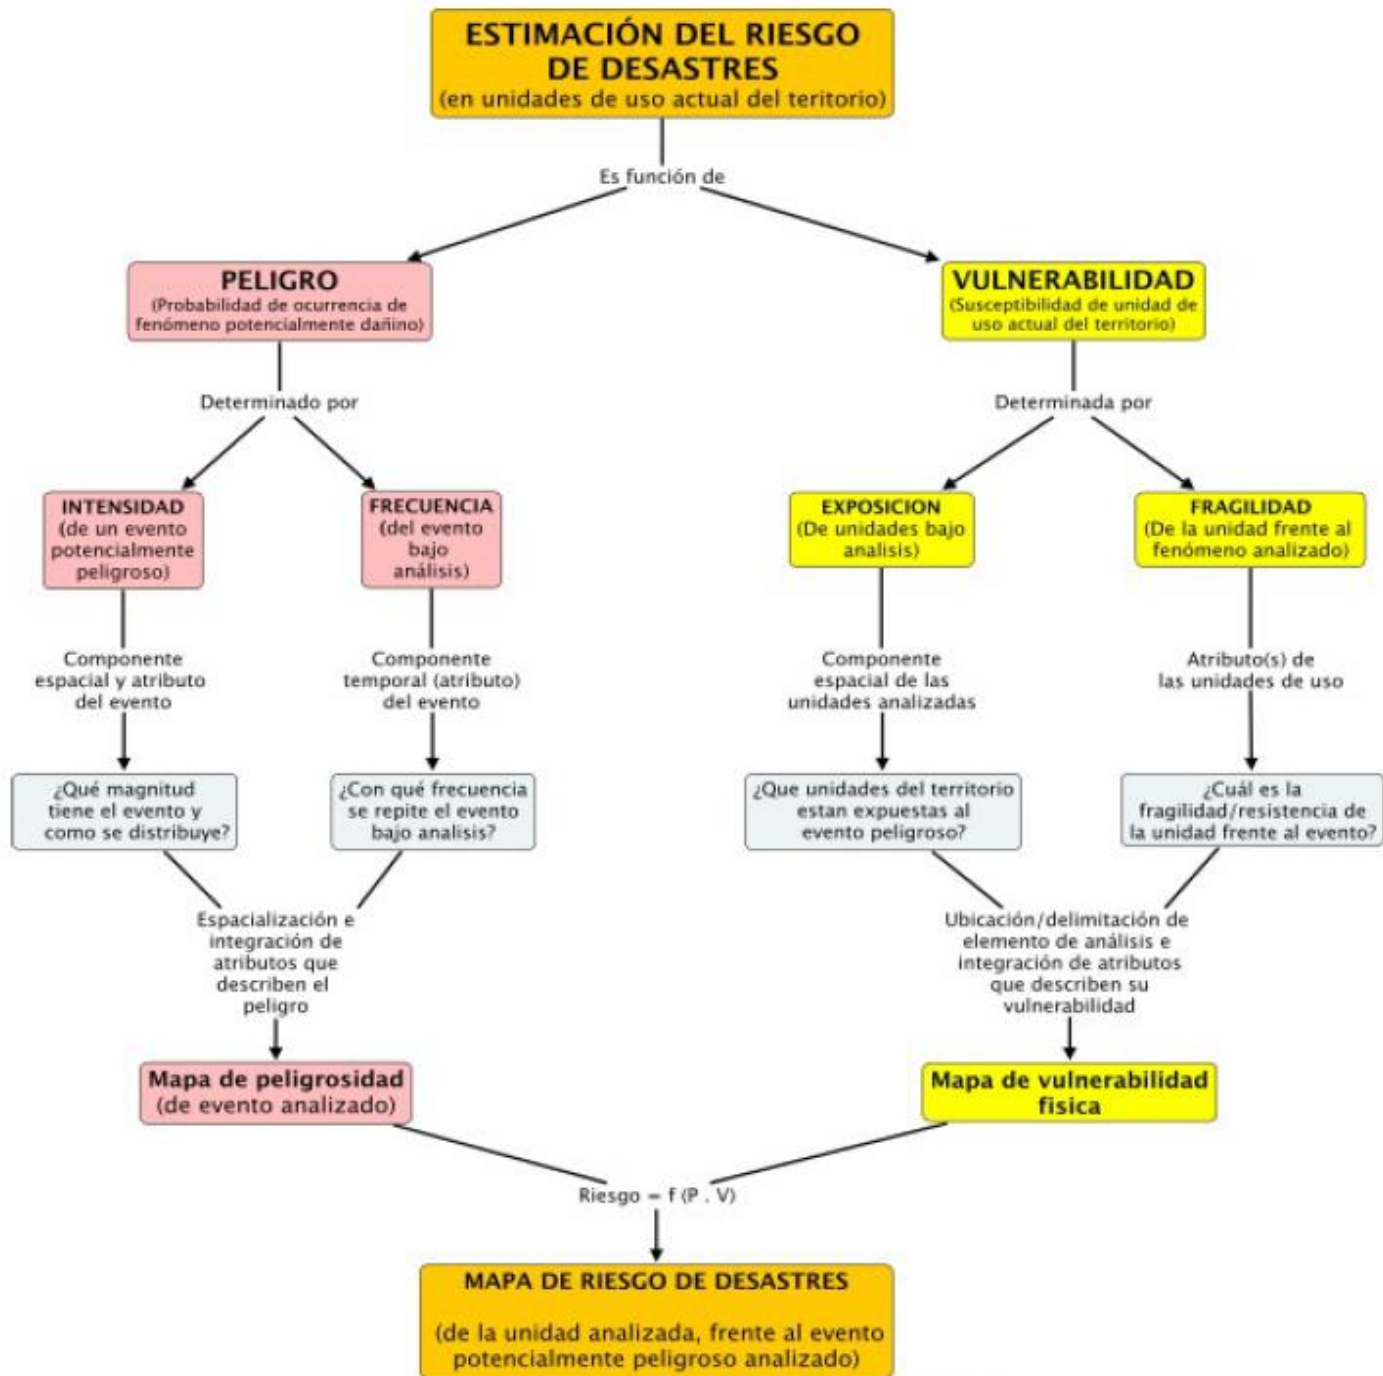 ESTIMACIÓN DEL RIESGO
DE DESASTRES
(en unidades de uso actual del teritorio)
Es función de
PELIGRO
(Probabilidad de ocurrencia de
fenómeno potencialmente dañino)
VULNERABILIDAD
(Susceptibilidad de unidad de
uso actual del territorio)
Determinado por
Determinada por
INTENSIDAD
(de un evento
potencialmente
peligroso)
FRECUENCIA
(del evento
bajo
análisis)
EXPOSICION
(De unidades bajo
analisis)
FRAGILIDAD
(De la unidad frente al
fenómeno analizado)
Componente
espacial y atributo
del evento
Componente
temporal (atributo)
del evento
Componente
espacial de las
unidades analizadas
Atributo(s) de
las unidades de uso
¿Qué magnitud
tiene el evento y
como se distribuye?
¿Con qué frecuencia
se repite el evento
bajo analisis?
¿Que unidades del territorio
estan expuestas al
evento peligroso?
¿Cuál es la
fragilidad/resistencia de
la unidad frente al evento?
Espacialización e
integración de
atributos que
describen el
peligro
Ubicación/delimitación de
elemento de análisis e
integración de atributos
que describen su
vulnerabilidad
Mapa de peligrosidad
(de evento analizado)
Mapa de vulnerabilidad
fisica
Riesgo = f (P . V)
MAPA DE RIESGO DE DESASTRES
(de la unidad analizada, frente al evento
potencialmente peligroso analizado)